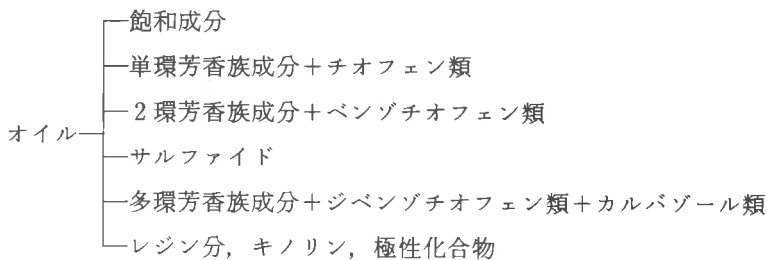 飽和成分
単環芳香族成分+チオフェン類
2環芳香族成分+ベンゾチオフェン類
オイル
サルファイド
多環芳香族成分+ジベンゾチオフェン類+カルバゾール類
レジン分,キノリン,極性化合物